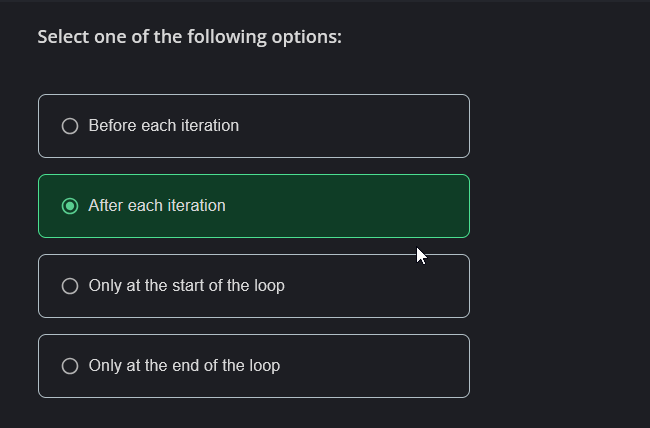 Select one of the following options:
Before each iteration
After each iteration
Only at the start of the loop
Only at the end of the loop